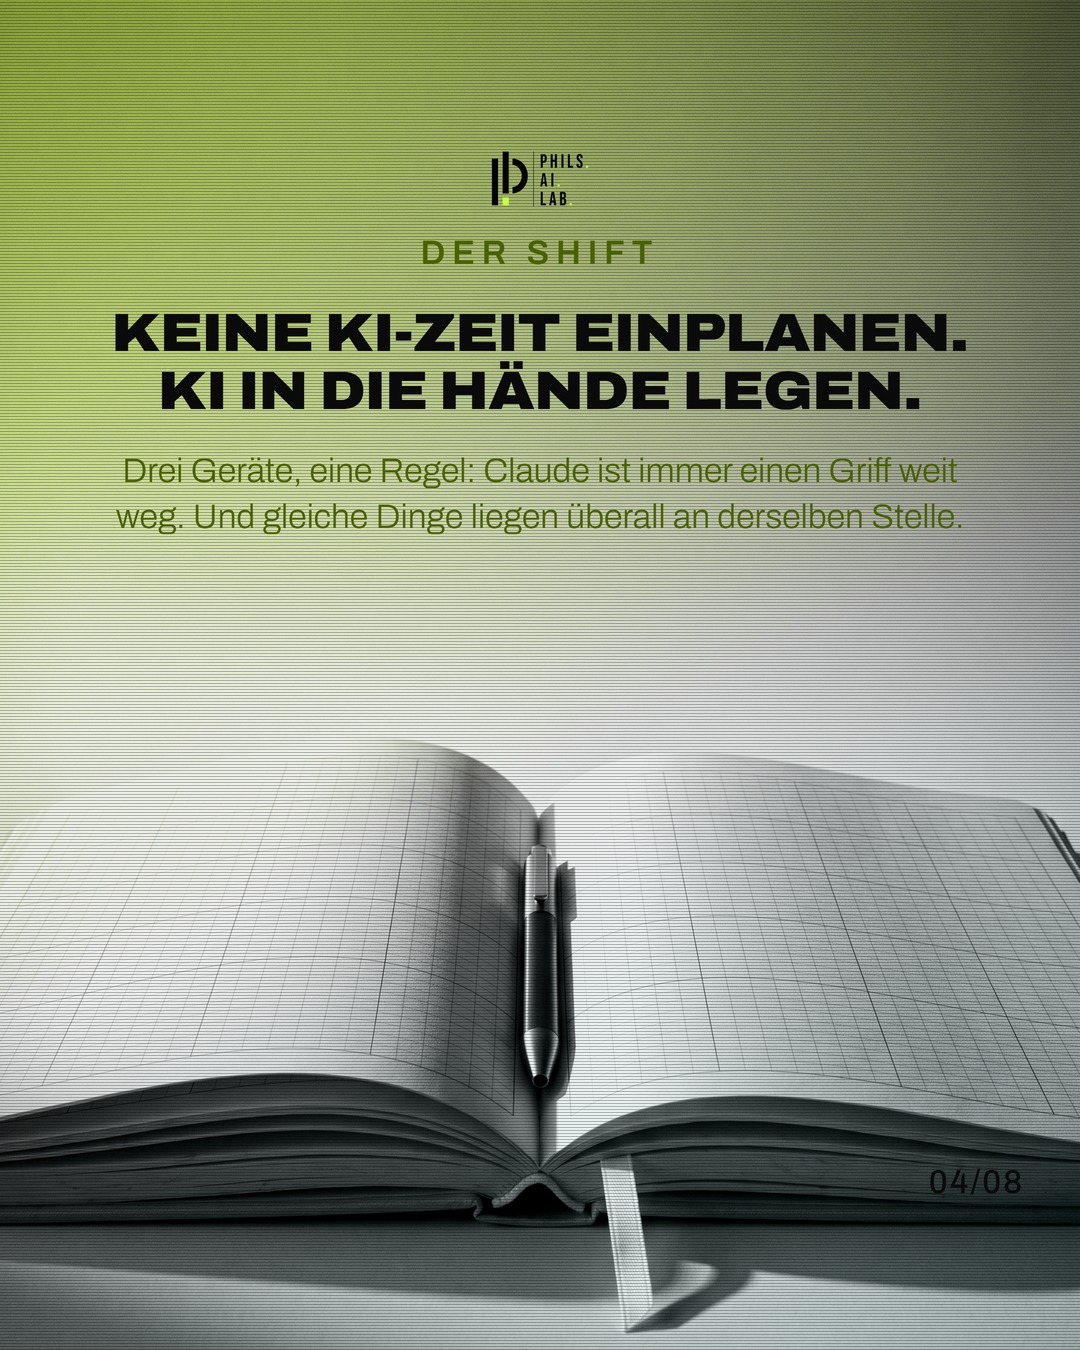 PHILS.
AI.
LAB.
DER SHIFT
KEINE KI-ZEIT EINPLANEN.
KI IN DIE HÄNDE LEGEN.
Drei Geräte, eine Regel: Claude ist immer einen Griff weit
weg. Und gleiche Dinge liegen überall an derselben Stelle.
04/08